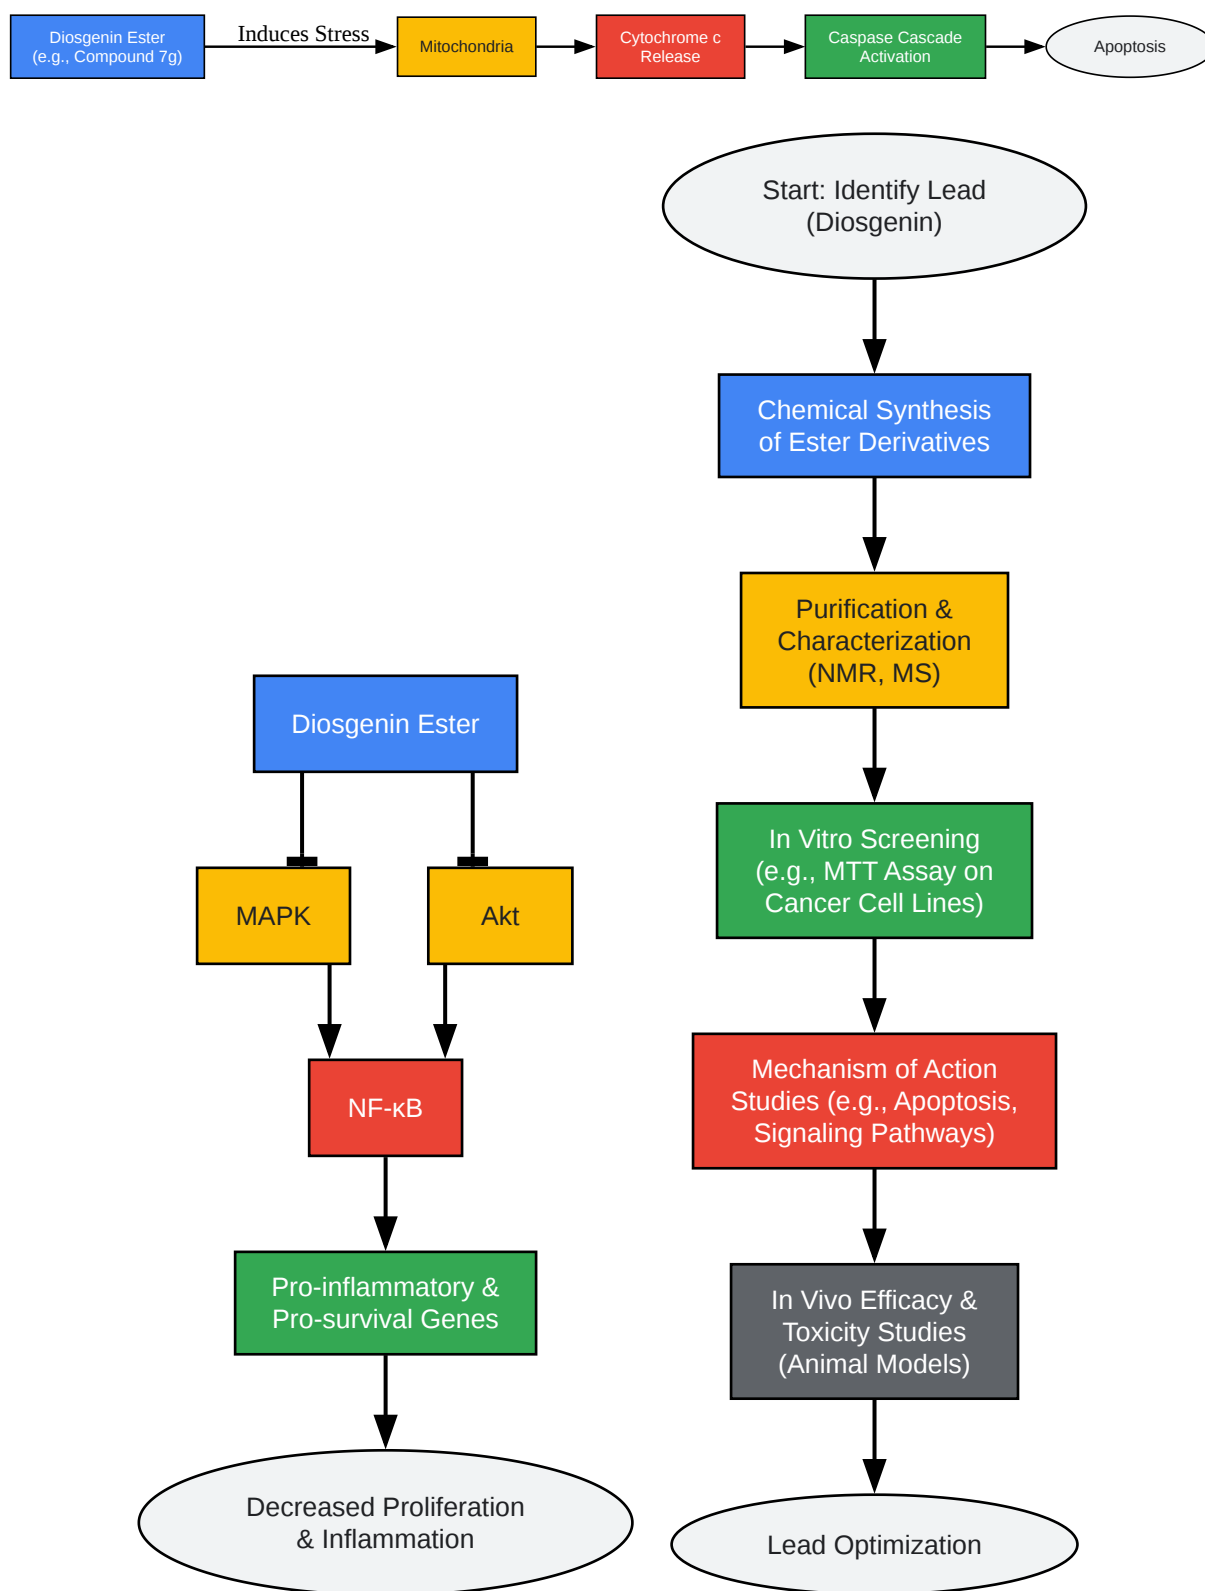 Diosgenin Ester
(e.g., Compound 7g)
Induces Stress
Mitochondria
Cytochrome c
Release
Caspase Cascade
Activation
Apoptosis
Start: Identify Lead
(Diosgenin)
Chemical Synthesis
of Ester Derivatives
Purification &
Characterization
(NMR, MS)
In Vitro Screening
(e.g., MTT Assay on
Cancer Cell Lines)
Mechanism of Action
Studies (e.g., Apoptosis,
Signaling Pathways)
In Vivo Efficacy &
Toxicity Studies
(Animal Models)
Lead Optimization
Diosgenin Ester
MAPK
Akt
NF-κB
Pro-inflammatory &
Pro-survival Genes
Decreased Proliferation
& Inflammation